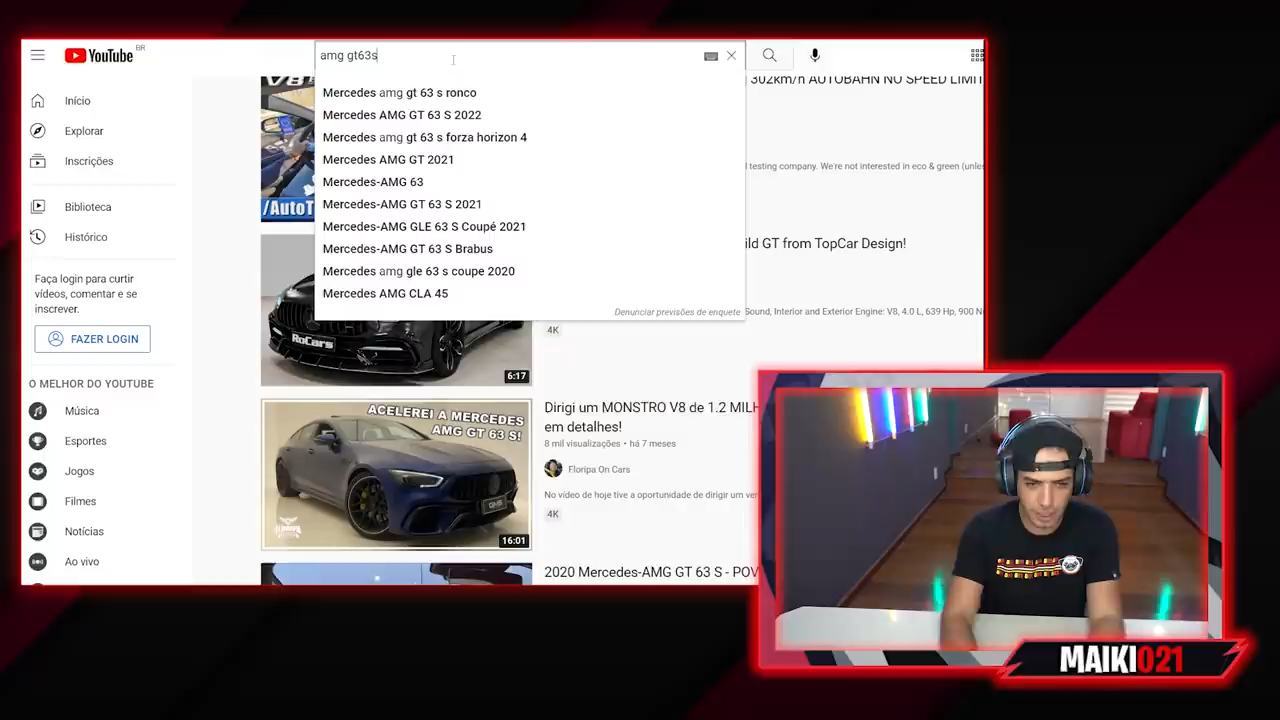 YouTube BR
amg gt63s
Mercedes amg gt 63 s ronco
Mercedes AMG GT 63 S 2022
Mercedes amg gt 63 s forza horizon 4
Mercedes AMG GT 2021
Mercedes-AMG 63
Mercedes-AMG GT 63 S 2021
Mercedes-AMG GLE 63 S Coupé 2021
Mercedes-AMG GT 63 S Brabus
Mercedes amg gle 63 s coupe 2020
Mercedes AMG CLA 45
Denunciar previsões de enquete
Início
Explorar
Inscrições
Biblioteca
Histórico
Faça login para curtir
vídeos, comentar e se
inscrever.
FAZER LOGIN
O MELHOR DO YOUTUBE
Música
Esportes
Jogos
Filmes
Notícias
Ao vivo
V8
/AutoT
302km/h AUTOBAHN NO SPEED LIMIT
testing company. We're not interested in eco & green (unles
ild GT from TopCar Design!
Sound, Interior and Exterior Engine: V8, 4.0 L, 639 Hp, 900 N
4K
RoCars
6:17
ACELEREI A MERCEDES
AMG GT 63 S!
16:01
Dirigi um MONSTRO V8 de 1.2 MILH
em detalhes!
8 mil visualizações • há 7 meses
Floripa On Cars
No vídeo de hoje tive a oportunidade de dirigir um ver
4K
2020 Mercedes-AMG GT 63 S - POV
MAIKI021